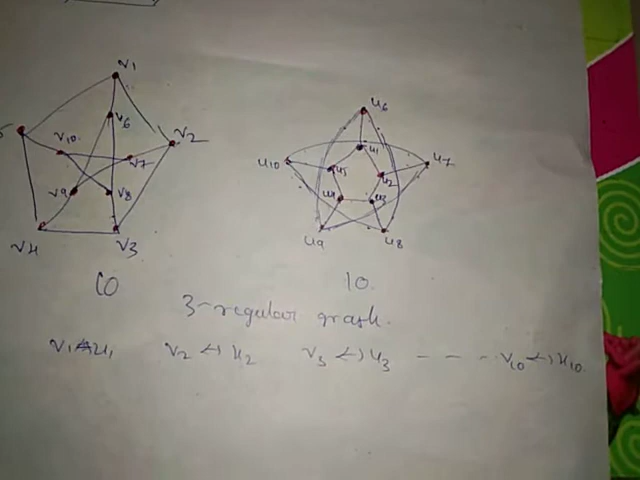 v1
v6
v2
v10
v7
v9
v8
v4
v3
u6
u1
u10
u7
u5
u2
u4
u3
u9
u8
10
10.
3-regular graph.
v1 ↔ u1 v2 ↔ u2 v3 ↔ u3 - - - . v10 ↔ u10.